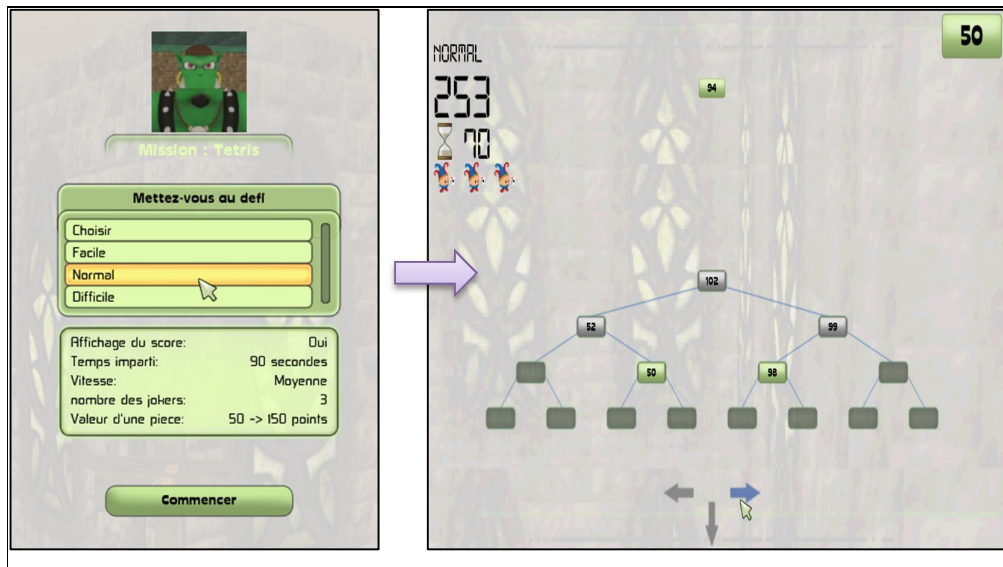 Mission : Tetris
Mettez-vous au defi
Choisir
Facile
Normal
Difficile
Affichage du score: Oui
Temps imparti: 90 secondes
Vitesse: Moyenne
nombre des jokers: 3
Valeur d'une piece: 50 -> 150 points
Commencer
50
NORMAL
253
70
94
102
52
99
50
98